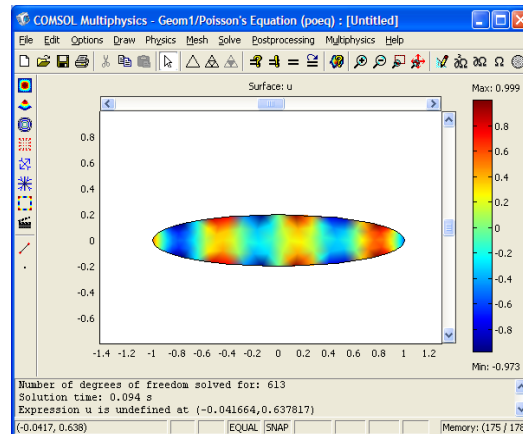 COMSOL Multiphysics - Geom1/Poisson's Equation (poeq) : [Untitled]
File Edit Options Draw Physics Mesh Solve Postprocessing Multiphysics Help
Surface: u
Max: 0.999
0.8
0.6
0.4
0.2
0
-0.2
-0.4
-0.6
-1.4 -1.2 -1 -0.8 -0.6 -0.4 -0.2 0 0.2 0.4 0.6 0.8 1 1.2
0.8
0.6
0.4
0.2
0
-0.2
-0.4
-0.6
-0.8
Min: -0.973
Number of degrees of freedom solved for: 613
Solution time: 0.094 s
Expression u is undefined at (-0.041664,0.637817)
(-0.0417, 0.638) EQUAL SNAP Memory: (175 / 178